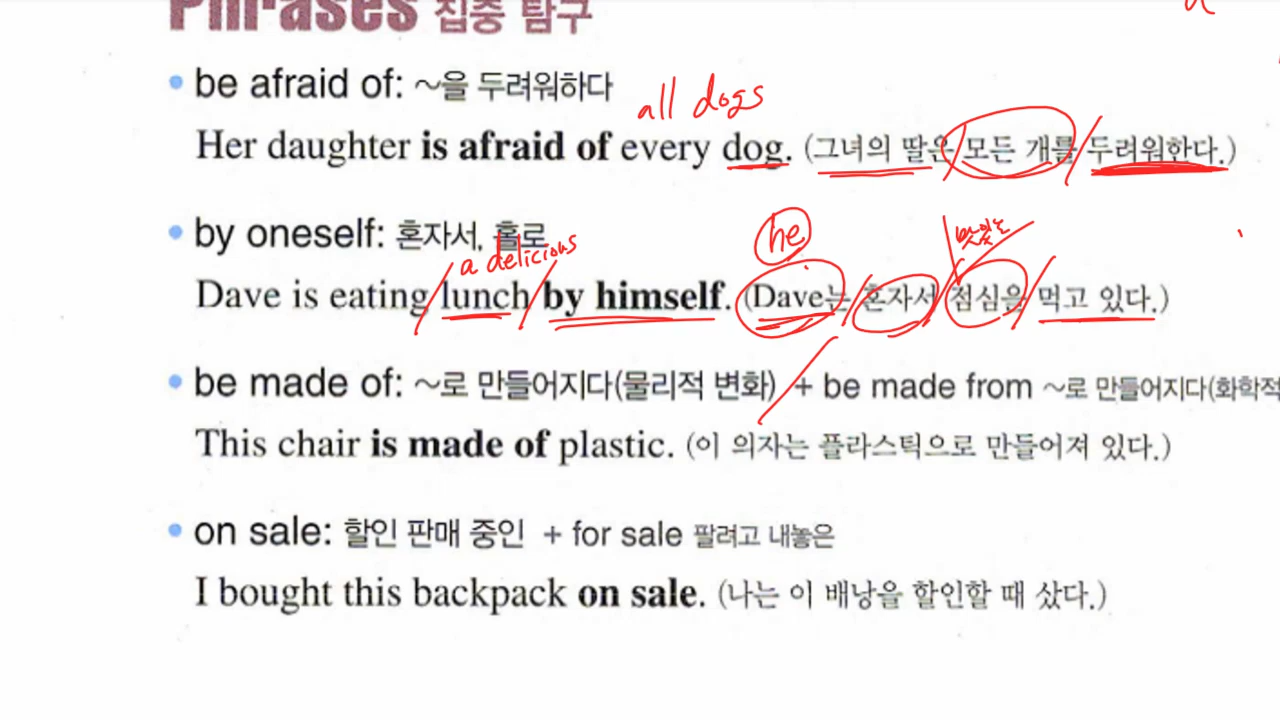 Phrases 집중 탐구
• be afraid of: ~을 두려워하다
all dogs
Her daughter is afraid of every dog. (그녀의 딸은 모든 개를 두려워한다.)
• by oneself: 혼자서, 홀로
he
맛있는
a delicious
Dave is eating lunch by himself. (Dave는 혼자서 점심을 먹고 있다.)
• be made of: ~로 만들어지다(물리적 변화) + be made from ~로 만들어지다(화학적
This chair is made of plastic. (이 의자는 플라스틱으로 만들어져 있다.)
• on sale: 할인 판매 중인 + for sale 팔려고 내놓은
I bought this backpack on sale. (나는 이 배낭을 할인할 때 샀다.)